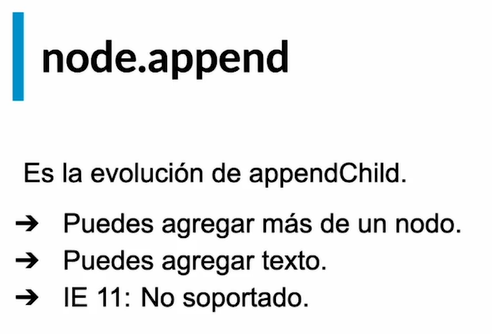 node.append
Es la evolución de appendChild.
➔ Puedes agregar más de un nodo.
➔ Puedes agregar texto.
➔ IE 11: No soportado.